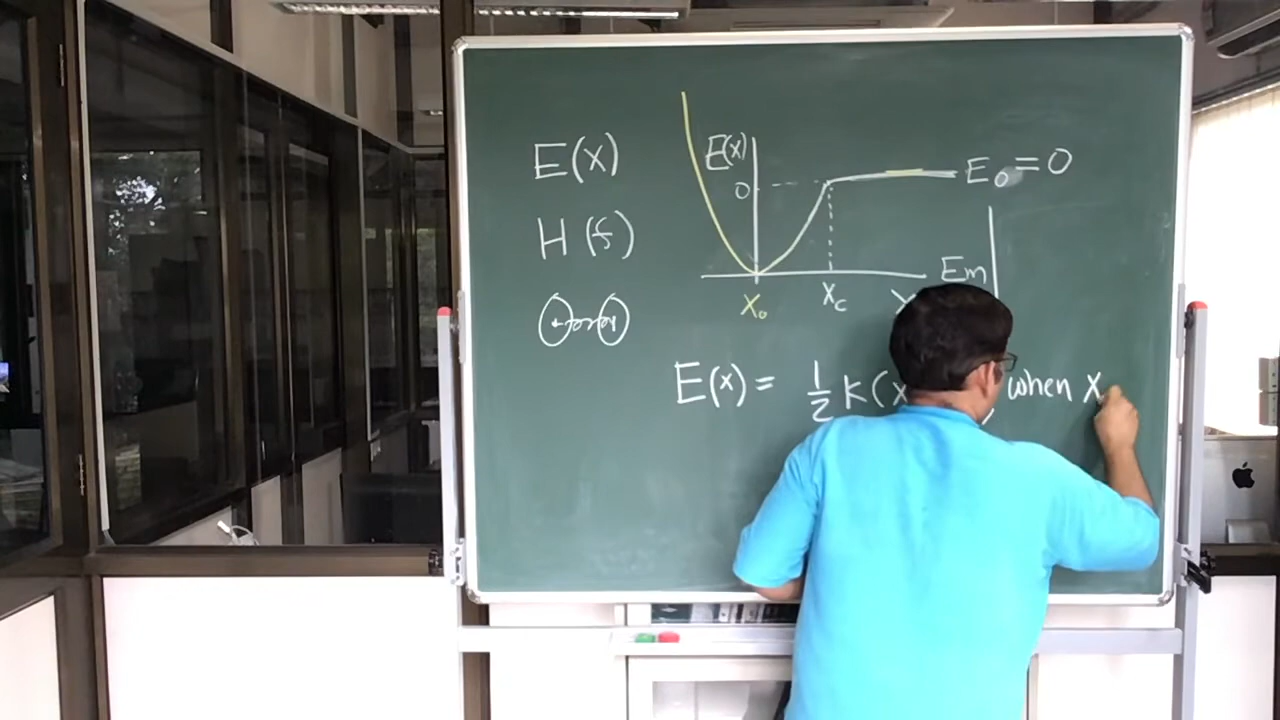 E(x)
H(f)
E(x)
0
E₀ = 0
Em
X₀
Xc
E(x) = 1/2 K (x
when x